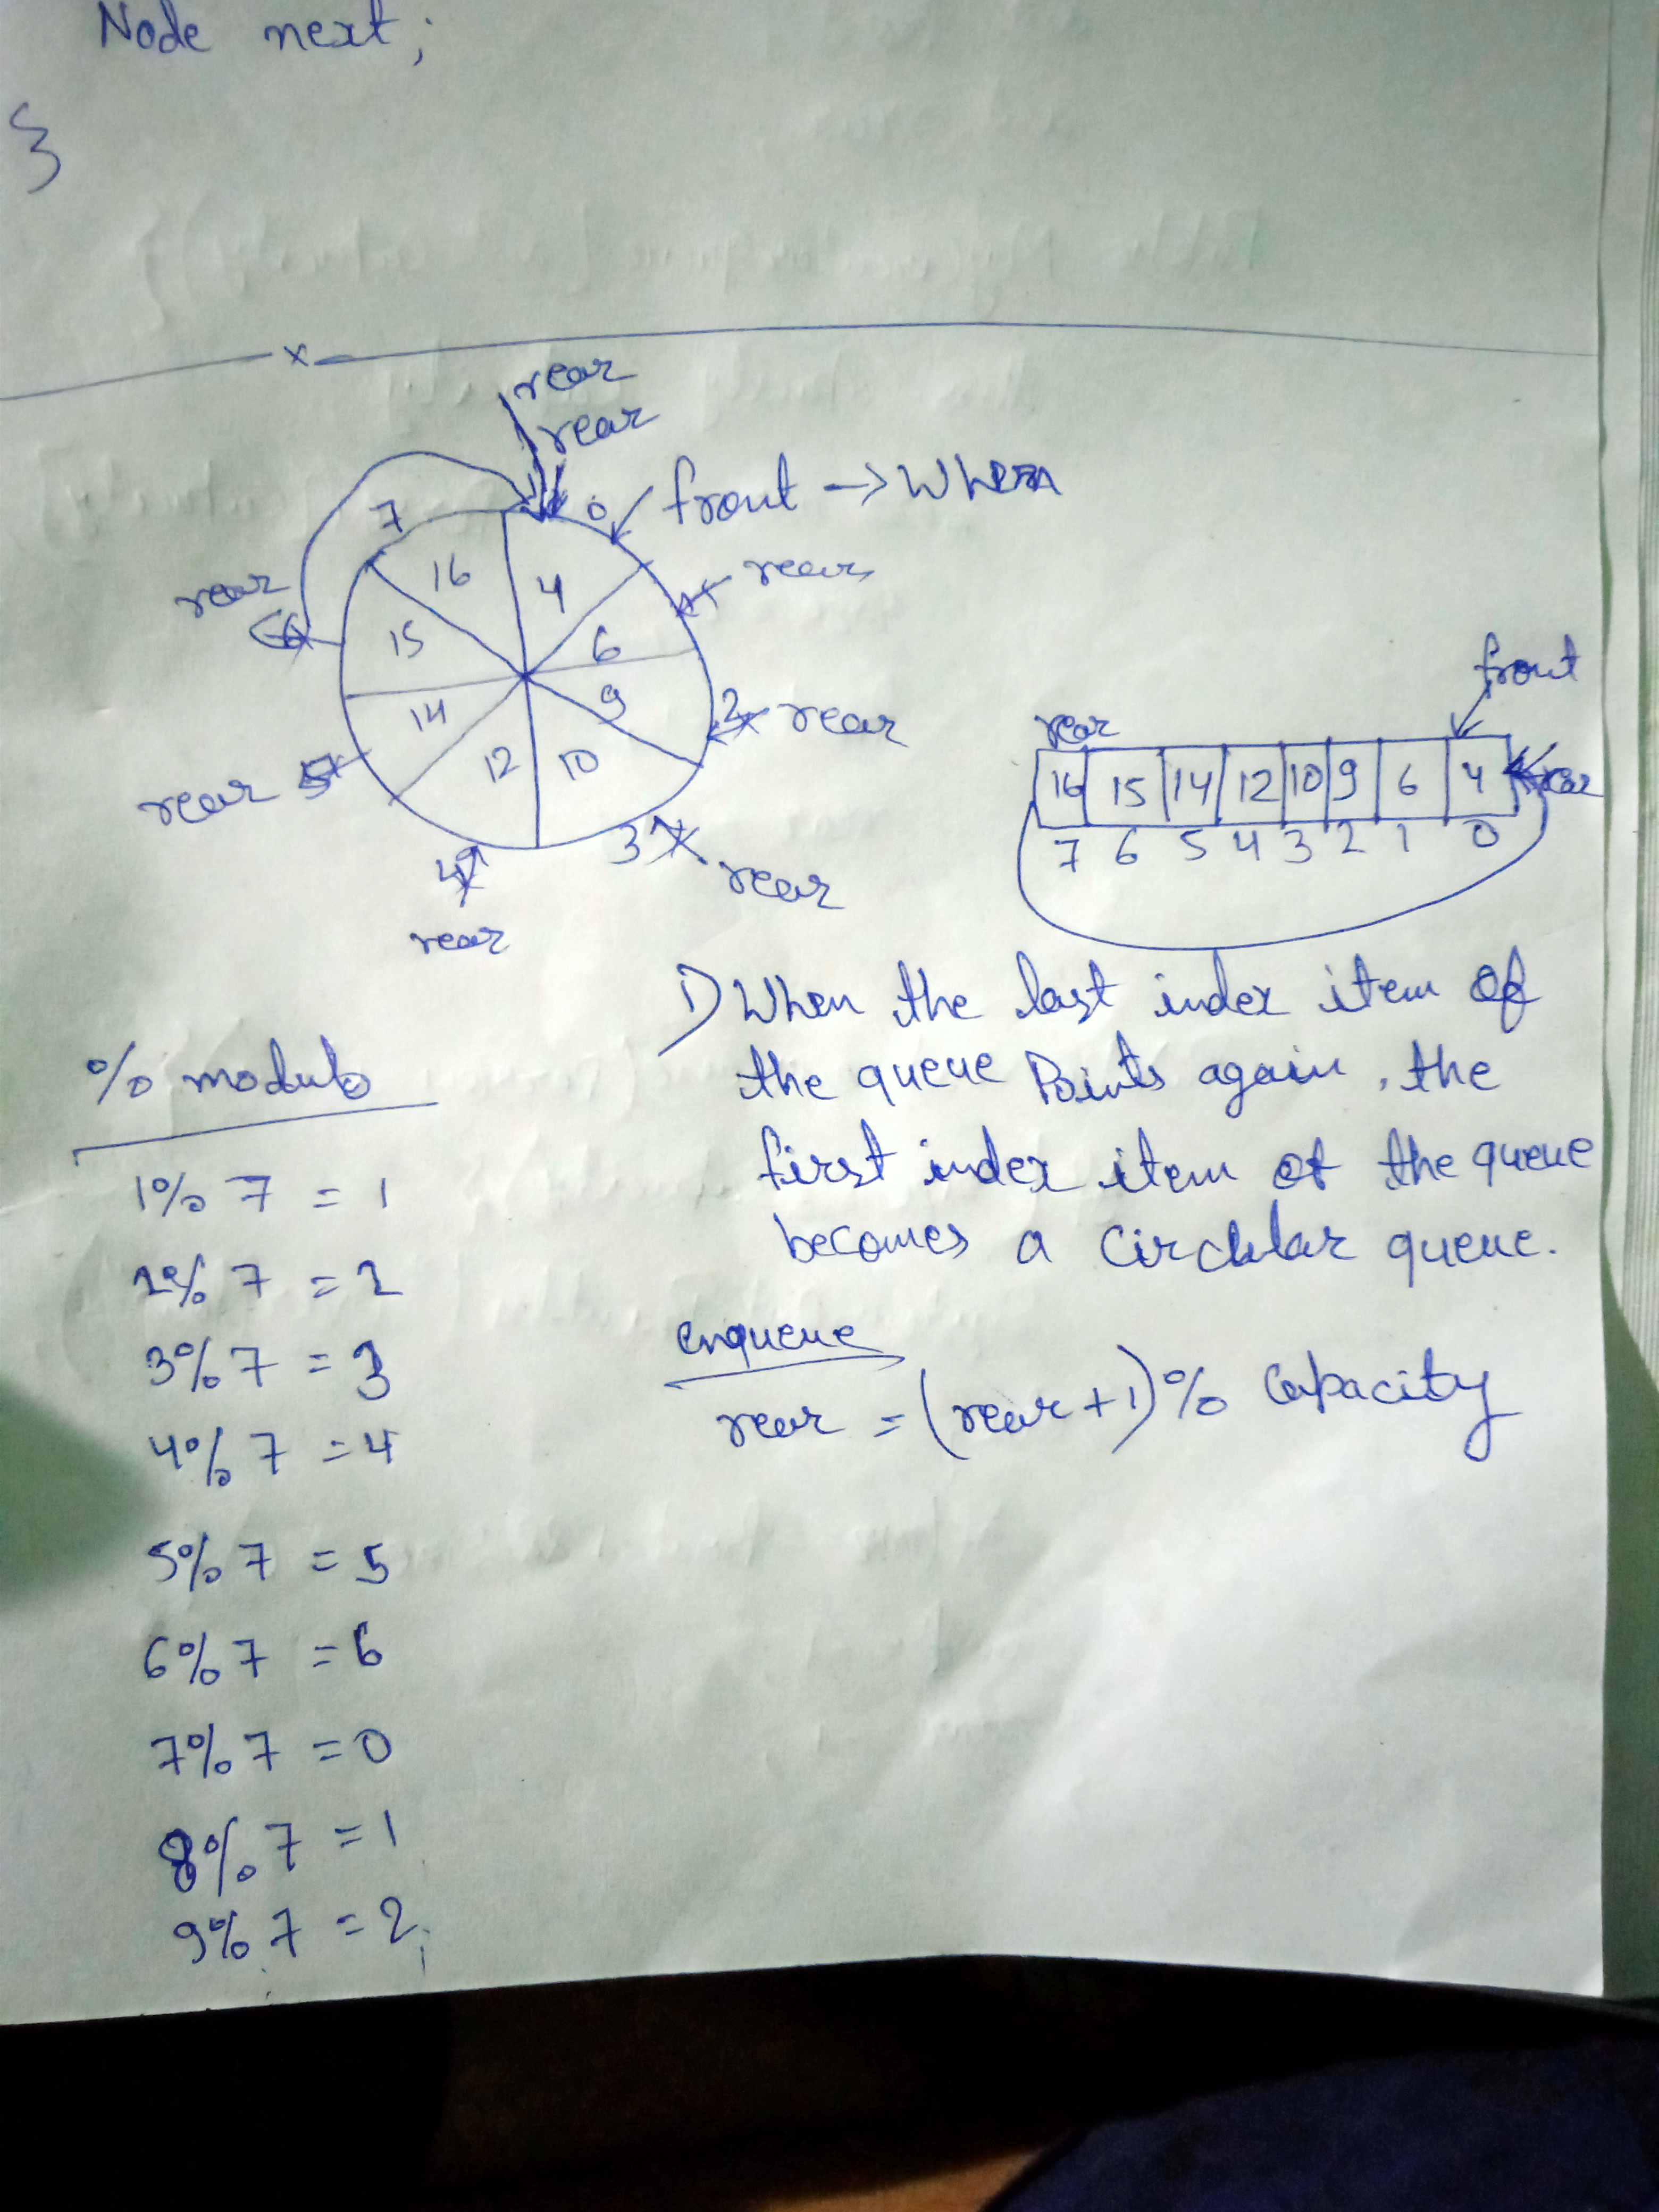 Node next;
}
x
rear
rear
0 front -> When
7
rear
rear
16 4
6
15 6
14 9
2 rear
12 10
rear 5
3
4
rear
rear
front
rear
16 15 14 12 10 9 6 4 rear
7 6 5 4 3 2 1 0
1) When the last index item of
the queue Points again, the
first index item of the queue
becomes a Circular queue.
enqueue
rear = (rear+1)% Capacity
% modulo
1% 7 = 1
2% 7 = 2
3% 7 = 3
4% 7 = 4
5% 7 = 5
6% 7 = 6
7% 7 = 0
8% 7 = 1
9% 7 = 2